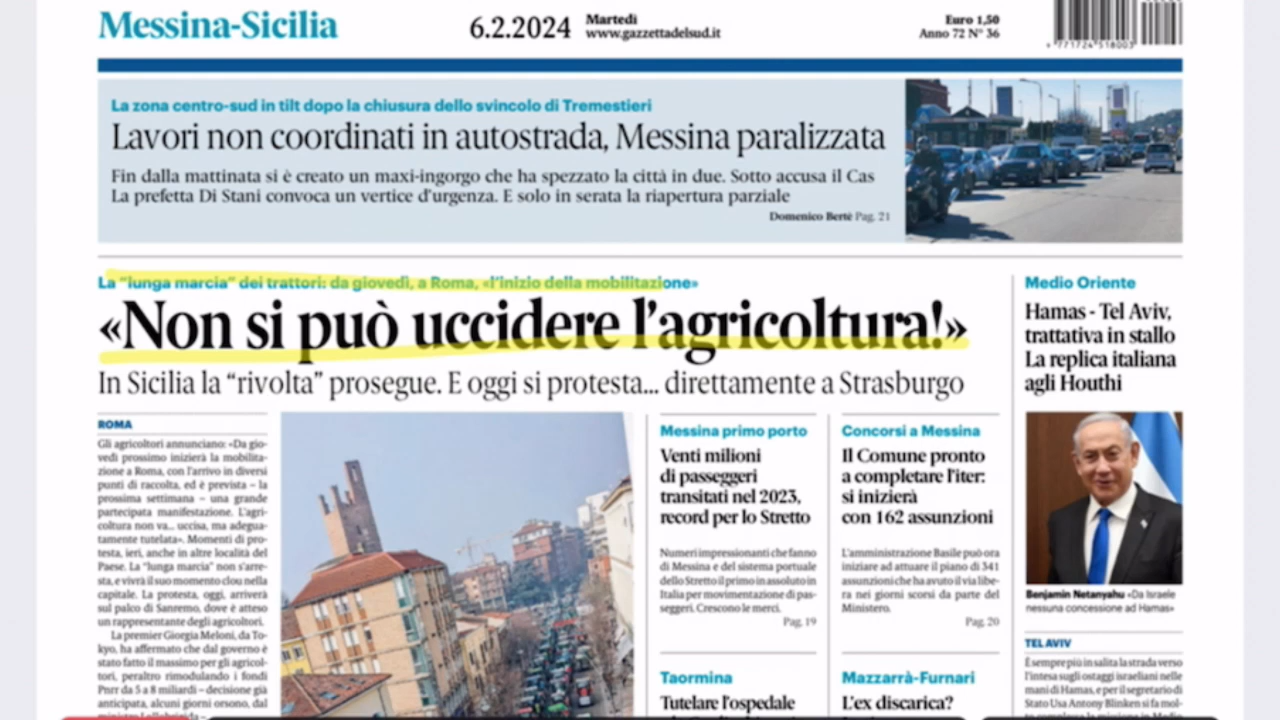 Messina-Sicilia
6.2.2024
Martedì
www.gazzettadelsud.it
Euro 1,50
Anno 72 N° 36
La zona centro-sud in tilt dopo la chiusura dello svincolo di Tremestieri
Lavori non coordinati in autostrada, Messina paralizzata
Fin dalla mattinata si è creato un maxi-ingorgo che ha spezzato la città in due. Sotto accusa il Cas
La prefetta Di Stani convoca un vertice d'urgenza. E solo in serata la riapertura parziale
Domenico Bertè Pag. 21
La "lunga marcia" dei trattori: da giovedì, a Roma, «l'inizio della mobilitazione»
«Non si può uccidere l'agricoltura!»
In Sicilia la "rivolta" prosegue. E oggi si protesta... direttamente a Strasburgo
ROMA
Gli agricoltori annunciano: «Da gio-
vedì prossimo inizierà la mobilita-
zione a Roma, con l'arrivo in diversi
punti di raccolta, ed è prevista – la
prossima settimana – una grande
partecipata manifestazione. L'agri-
coltura non va... uccisa, ma adegua-
tamente tutelata». Momenti di pro-
testa, ieri, anche in altre località del
Paese. La "lunga marcia" non s'arre-
sta, e vivrà il suo momento clou nella
capitale. La protesta, oggi, arriverà
sul palco di Sanremo, dove è atteso
un rappresentante degli agricoltori.
La premier Giorgia Meloni, da To-
kyo, ha affermato che dal governo è
stato fatto il massimo per gli agricol-
tori, peraltro rimodulando i fondi
Pnrr da 5 a 8 miliardi – decisione già
anticipata, alcuni giorni orsono, dal
Messina primo porto
Venti milioni
di passeggeri
transitati nel 2023,
record per lo Stretto
Numeri impressionanti che fanno
di Messina e del sistema portuale
dello Stretto il primo in assoluto in
Italia per movimentazione di pas-
seggeri. Crescono le merci.
Pag. 19
Taormina
Tutelare l'ospedale
Concorsi a Messina
Il Comune pronto
a completare l'iter:
si inizierà
con 162 assunzioni
L'amministrazione Basile può ora
iniziare ad attuare il piano di 341
assunzioni che ha avuto il via libe-
ra nei giorni scorsi da parte del
Ministero.
Pag. 20
Mazzarrà-Furnari
L'ex discarica?
Medio Oriente
Hamas - Tel Aviv,
trattativa in stallo
La replica italiana
agli Houthi
Benjamin Netanyahu «Da Israele
nessuna concessione ad Hamas»
TEL AVIV
È sempre più in salita la strada verso
l'intesa sugli ostaggi israeliani nelle
mani di Hamas, e per il segretario di
Stato Usa Antony Blinken si fa mol-